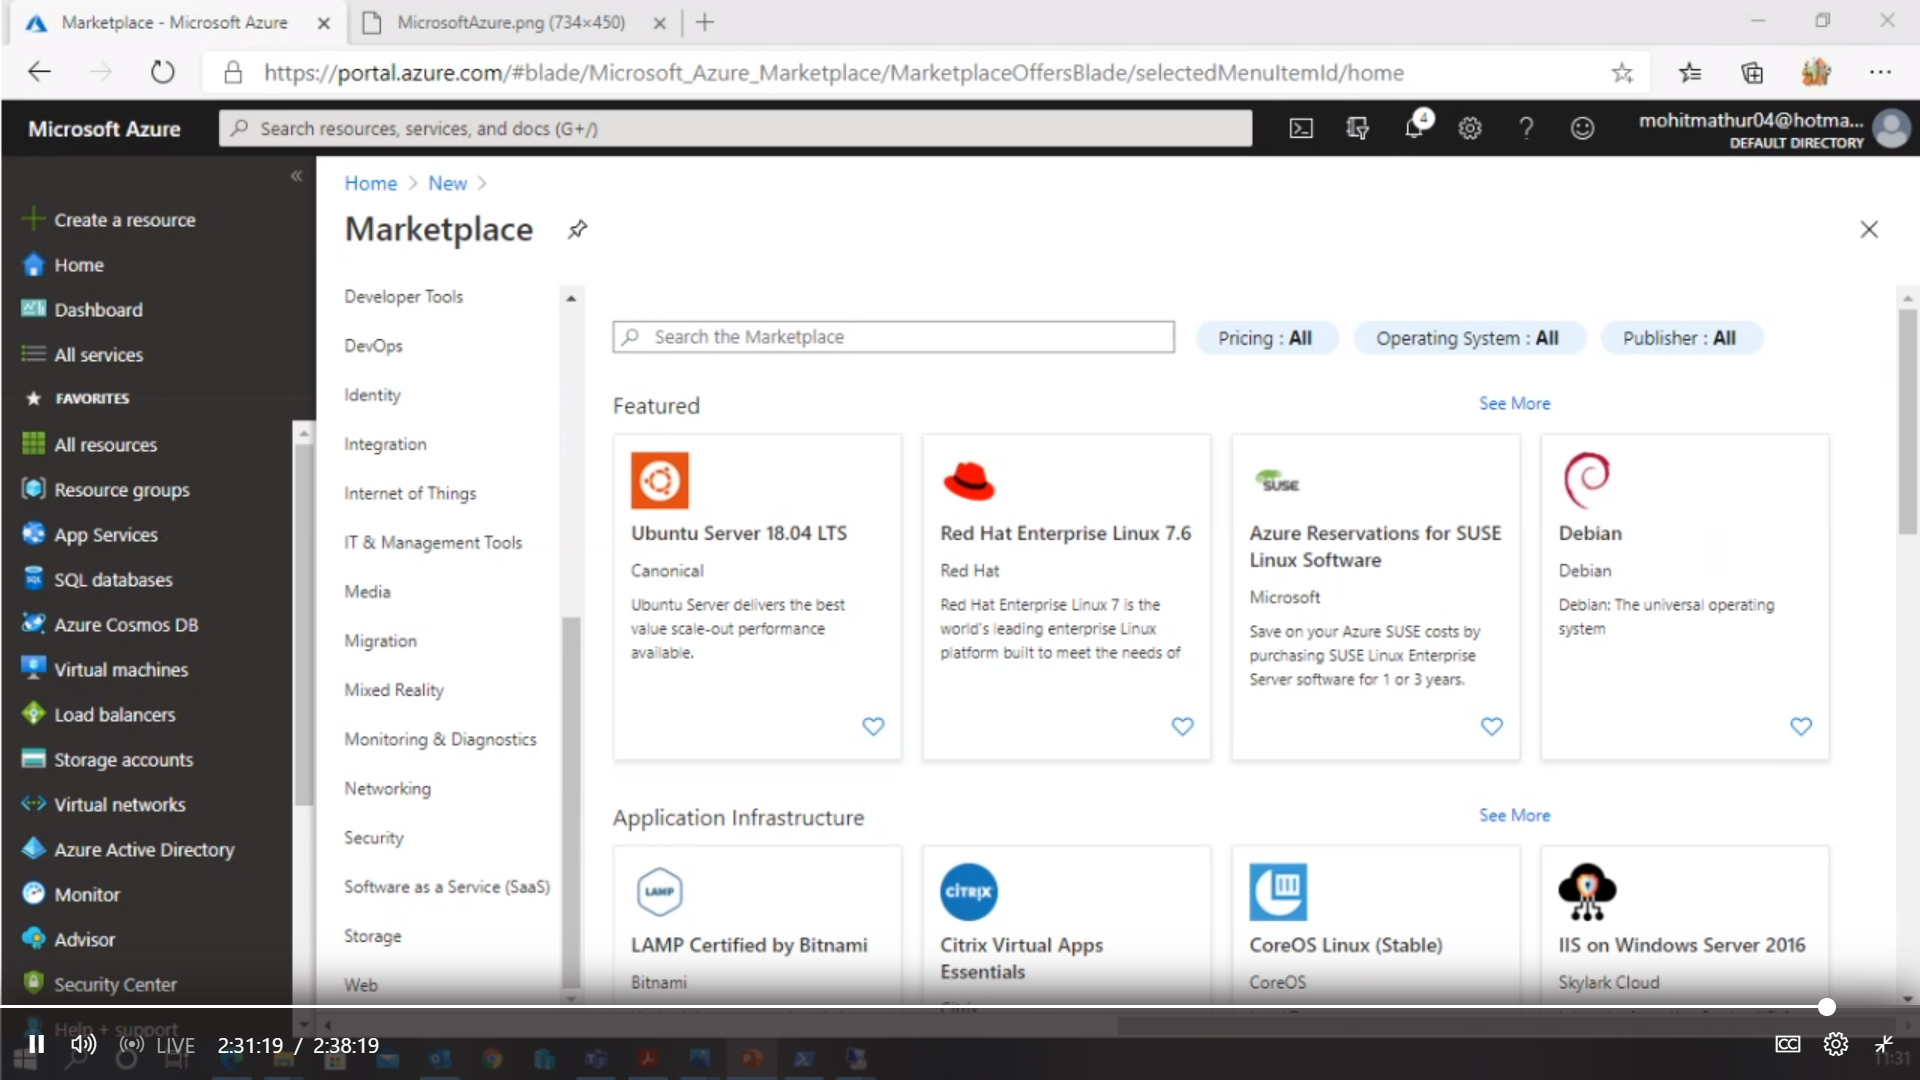 Marketplace - Microsoft Azure
MicrosoftAzure.png (734×450)
https://portal.azure.com/#blade/Microsoft_Azure_Marketplace/MarketplaceOffersBlade/selectedMenuItemId/home
Microsoft Azure
Search resources, services, and docs (G+/)
4
mohitmathur04@hotma...
DEFAULT DIRECTORY
Create a resource
Home
Dashboard
All services
FAVORITES
All resources
Resource groups
App Services
SQL databases
Azure Cosmos DB
Virtual machines
Load balancers
Storage accounts
Virtual networks
Azure Active Directory
Monitor
Advisor
Security Center
Help + support
Home > New >
Marketplace
Developer Tools
DevOps
Identity
Integration
Internet of Things
IT & Management Tools
Media
Migration
Mixed Reality
Monitoring & Diagnostics
Networking
Security
Software as a Service (SaaS)
Storage
Web
Search the Marketplace
Pricing : All
Operating System : All
Publisher : All
Featured
See More
Ubuntu Server 18.04 LTS
Canonical
Ubuntu Server delivers the best
value scale-out performance
available.
Red Hat Enterprise Linux 7.6
Red Hat
Red Hat Enterprise Linux 7 is the
world's leading enterprise Linux
platform built to meet the needs of
SUSE
Azure Reservations for SUSE
Linux Software
Microsoft
Save on your Azure SUSE costs by
purchasing SUSE Linux Enterprise
Server software for 1 or 3 years.
Debian
Debian
Debian: The universal operating
system
Application Infrastructure
See More
LAMP
LAMP Certified by Bitnami
Bitnami
CITRIX
Citrix Virtual Apps
Essentials
Citrix
CoreOS Linux (Stable)
CoreOS
IIS on Windows Server 2016
Skylark Cloud
LIVE
2:31:19 / 2:38:19
CC
11:31